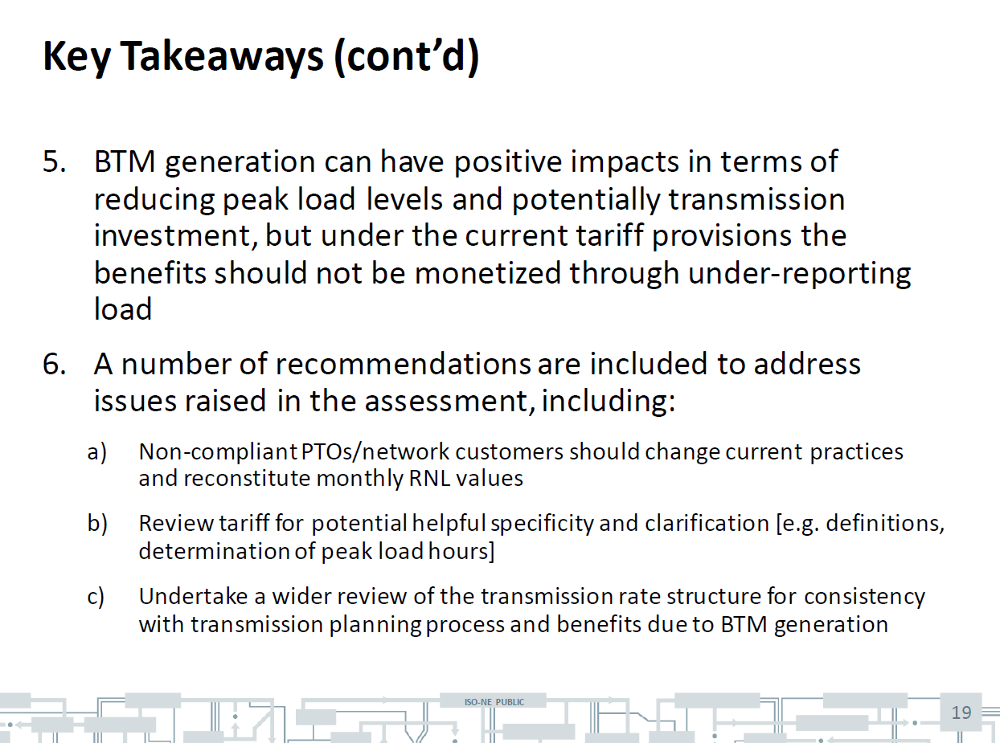 Key Takeaways (cont’d)
5. BTM generation can have positive impacts in terms of
reducing peak load levels and potentially transmission
investment, but under the current tariff provisions the
benefits should not be monetized through under-reporting
load
6. A number of recommendations are included to address
issues raised in the assessment, including:
a) Non-compliant PTOs/network customers should change current practices
and reconstitute monthly RNL values
b) Review tariff for potential helpful specificity and clarification [e.g. definitions,
determination of peak load hours]
c) Undertake a wider review of the transmission rate structure for consistency
with transmission planning process and benefits due to BTM generation
ISO-NE PUBLIC
19